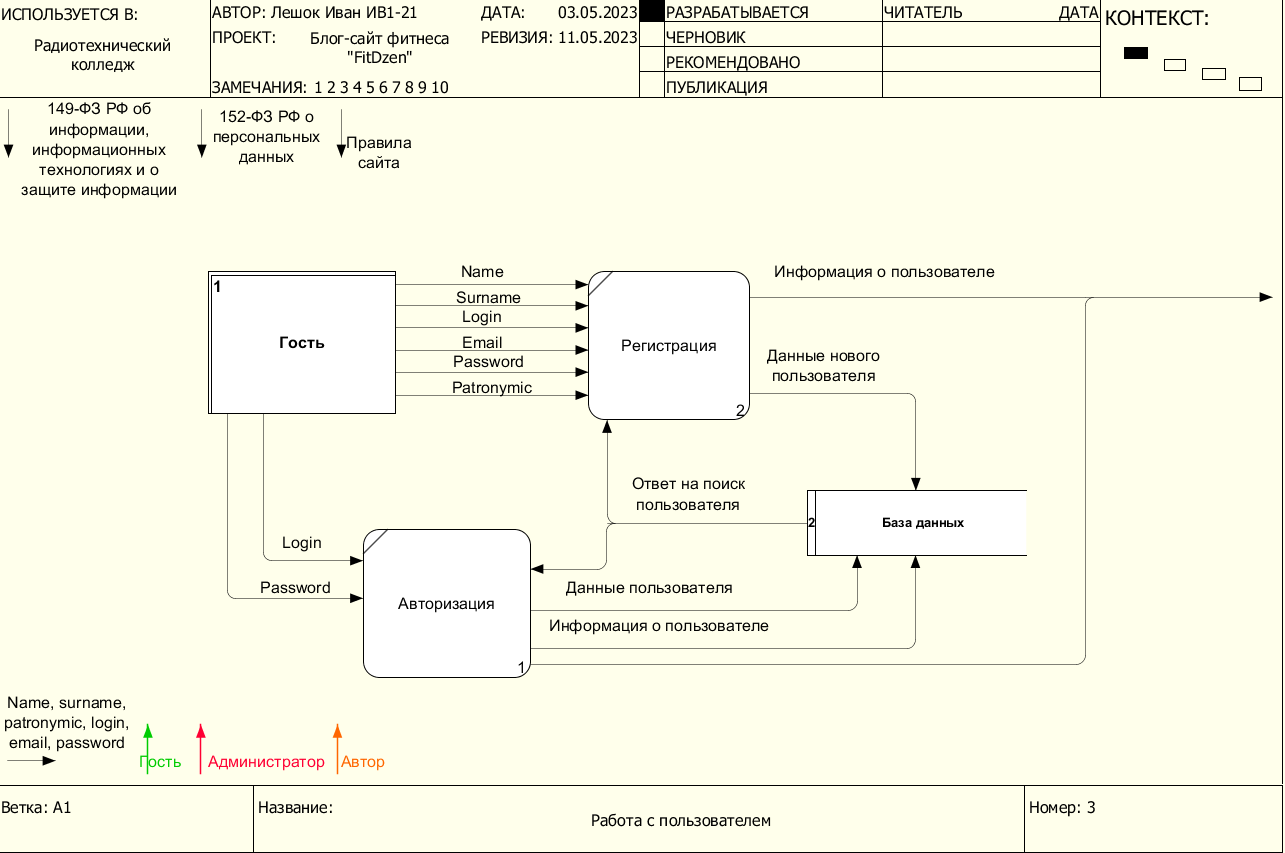 ИСПОЛЬЗУЕТСЯ В:
Радиотехнический
колледж
АВТОР: Лешок Иван ИВ1-21
ДАТА: 03.05.2023
ПРОЕКТ: Блог-сайт фитнеса
"FitDzen"
РЕВИЗИЯ: 11.05.2023
ЗАМЕЧАНИЯ: 1 2 3 4 5 6 7 8 9 10
РАЗРАБАТЫВАЕТСЯ
ЧЕРНОВИК
РЕКОМЕНДОВАНО
ПУБЛИКАЦИЯ
ЧИТАТЕЛЬ ДАТА
КОНТЕКСТ:
149-ФЗ РФ об
информации,
информационных
технологиях и о
защите информации
152-ФЗ РФ о
персональных
данных
Правила
сайта
1
Гость
Name
Surname
Login
Email
Password
Patronymic
Регистрация
2
Информация о пользователе
Данные нового
пользователя
Ответ на поиск
пользователя
2
База данных
Login
Password
Авторизация
1
Данные пользователя
Информация о пользователе
Name, surname,
patronymic, login,
email, password
Гость
Администратор
Автор
Ветка: A1
Название:
Работа с пользователем
Номер: 3